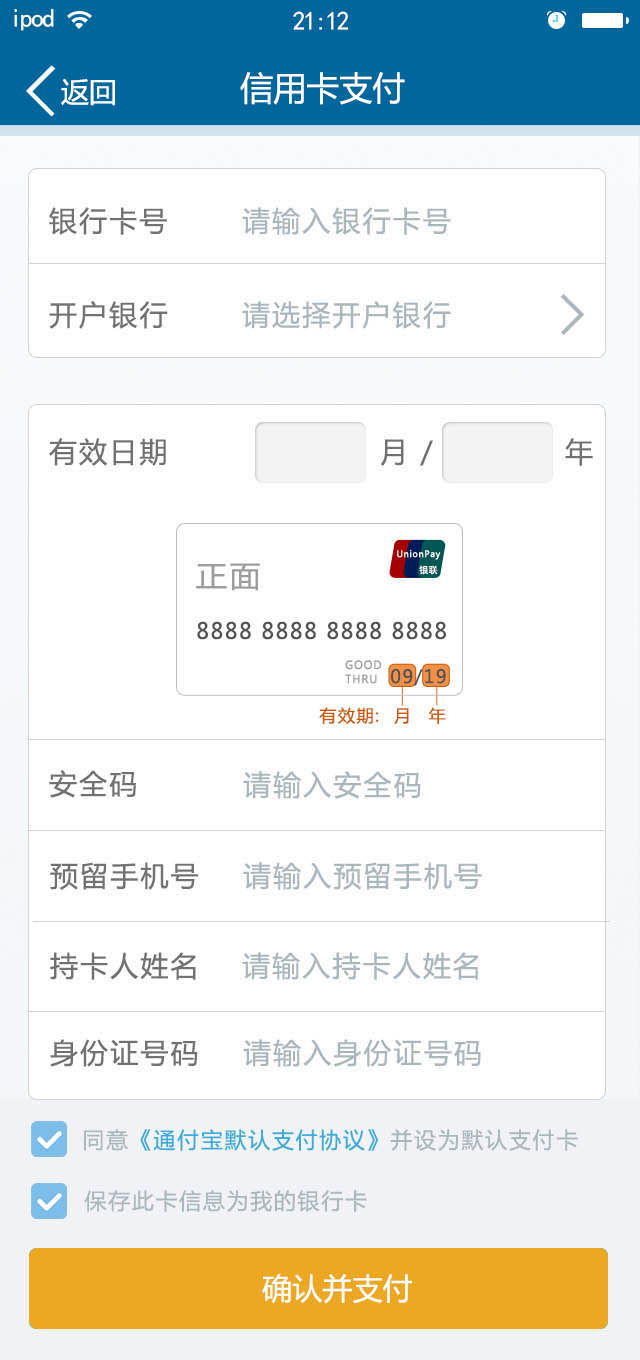 ipod 21:12
返回 信用卡支付
银行卡号 请输入银行卡号
开户银行 请选择开户银行
有效日期 月 / 年
UnionPay
银联
正面
8888 8888 8888 8888
GOOD
THRU 09/19
有效期: 月 年
安全码 请输入安全码
预留手机号 请输入预留手机号
持卡人姓名 请输入持卡人姓名
身份证号码 请输入身份证号码
同意《通付宝默认支付协议》并设为默认支付卡
保存此卡信息为我的银行卡
确认并支付